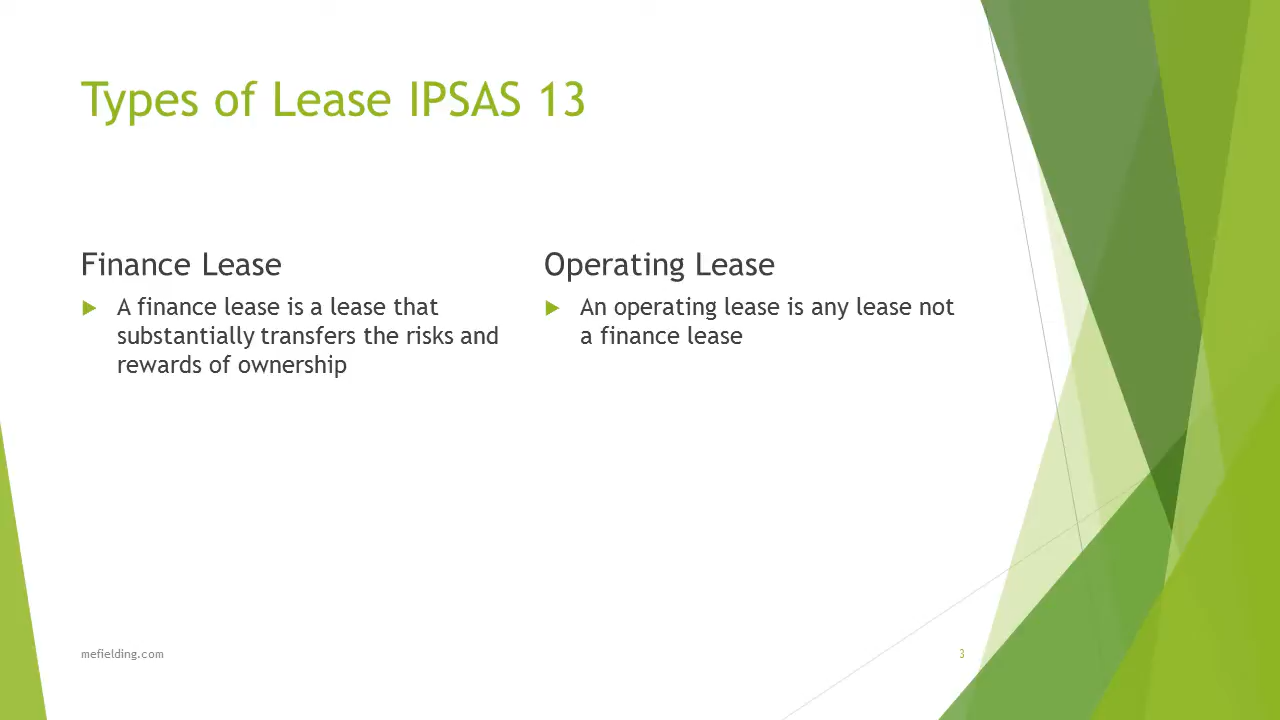 Types of Lease IPSAS 13
Finance Lease
A finance lease is a lease that
substantially transfers the risks and
rewards of ownership
Operating Lease
An operating lease is any lease not
a finance lease
mefielding.com
3